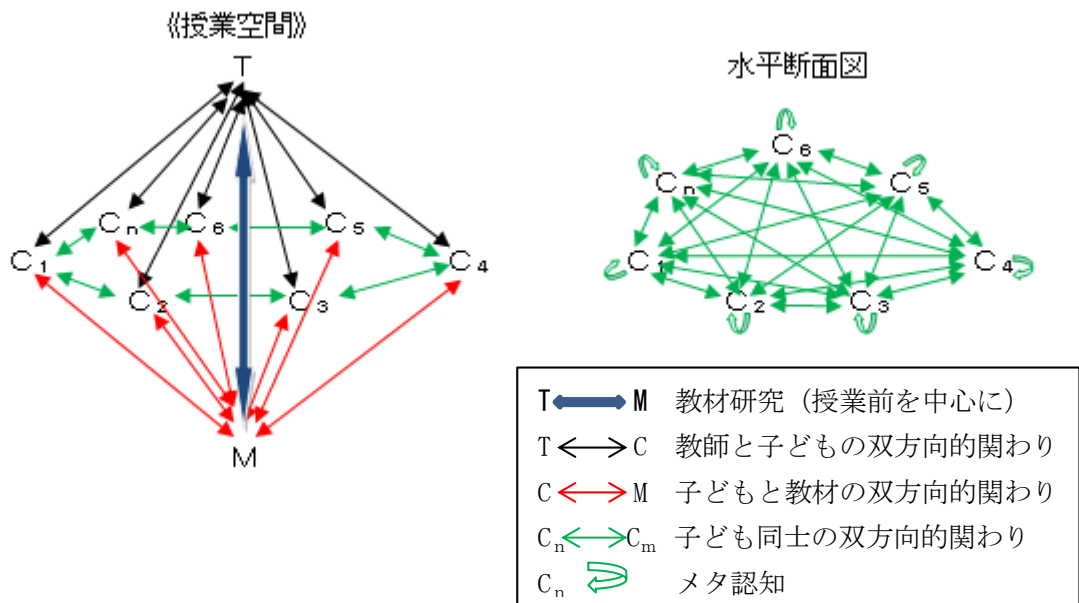 《授業空間》
T
Cn C6 C5
C1 C4
C2 C3
M
水平断面図
C6
Cn C5
C1 C4
C2 C3
T M 教材研究（授業前を中心に）
T C 教師と子どもの双方向的関わり
C M 子どもと教材の双方向的関わり
Cn Cm 子ども同士の双方向的関わり
Cn メタ認知